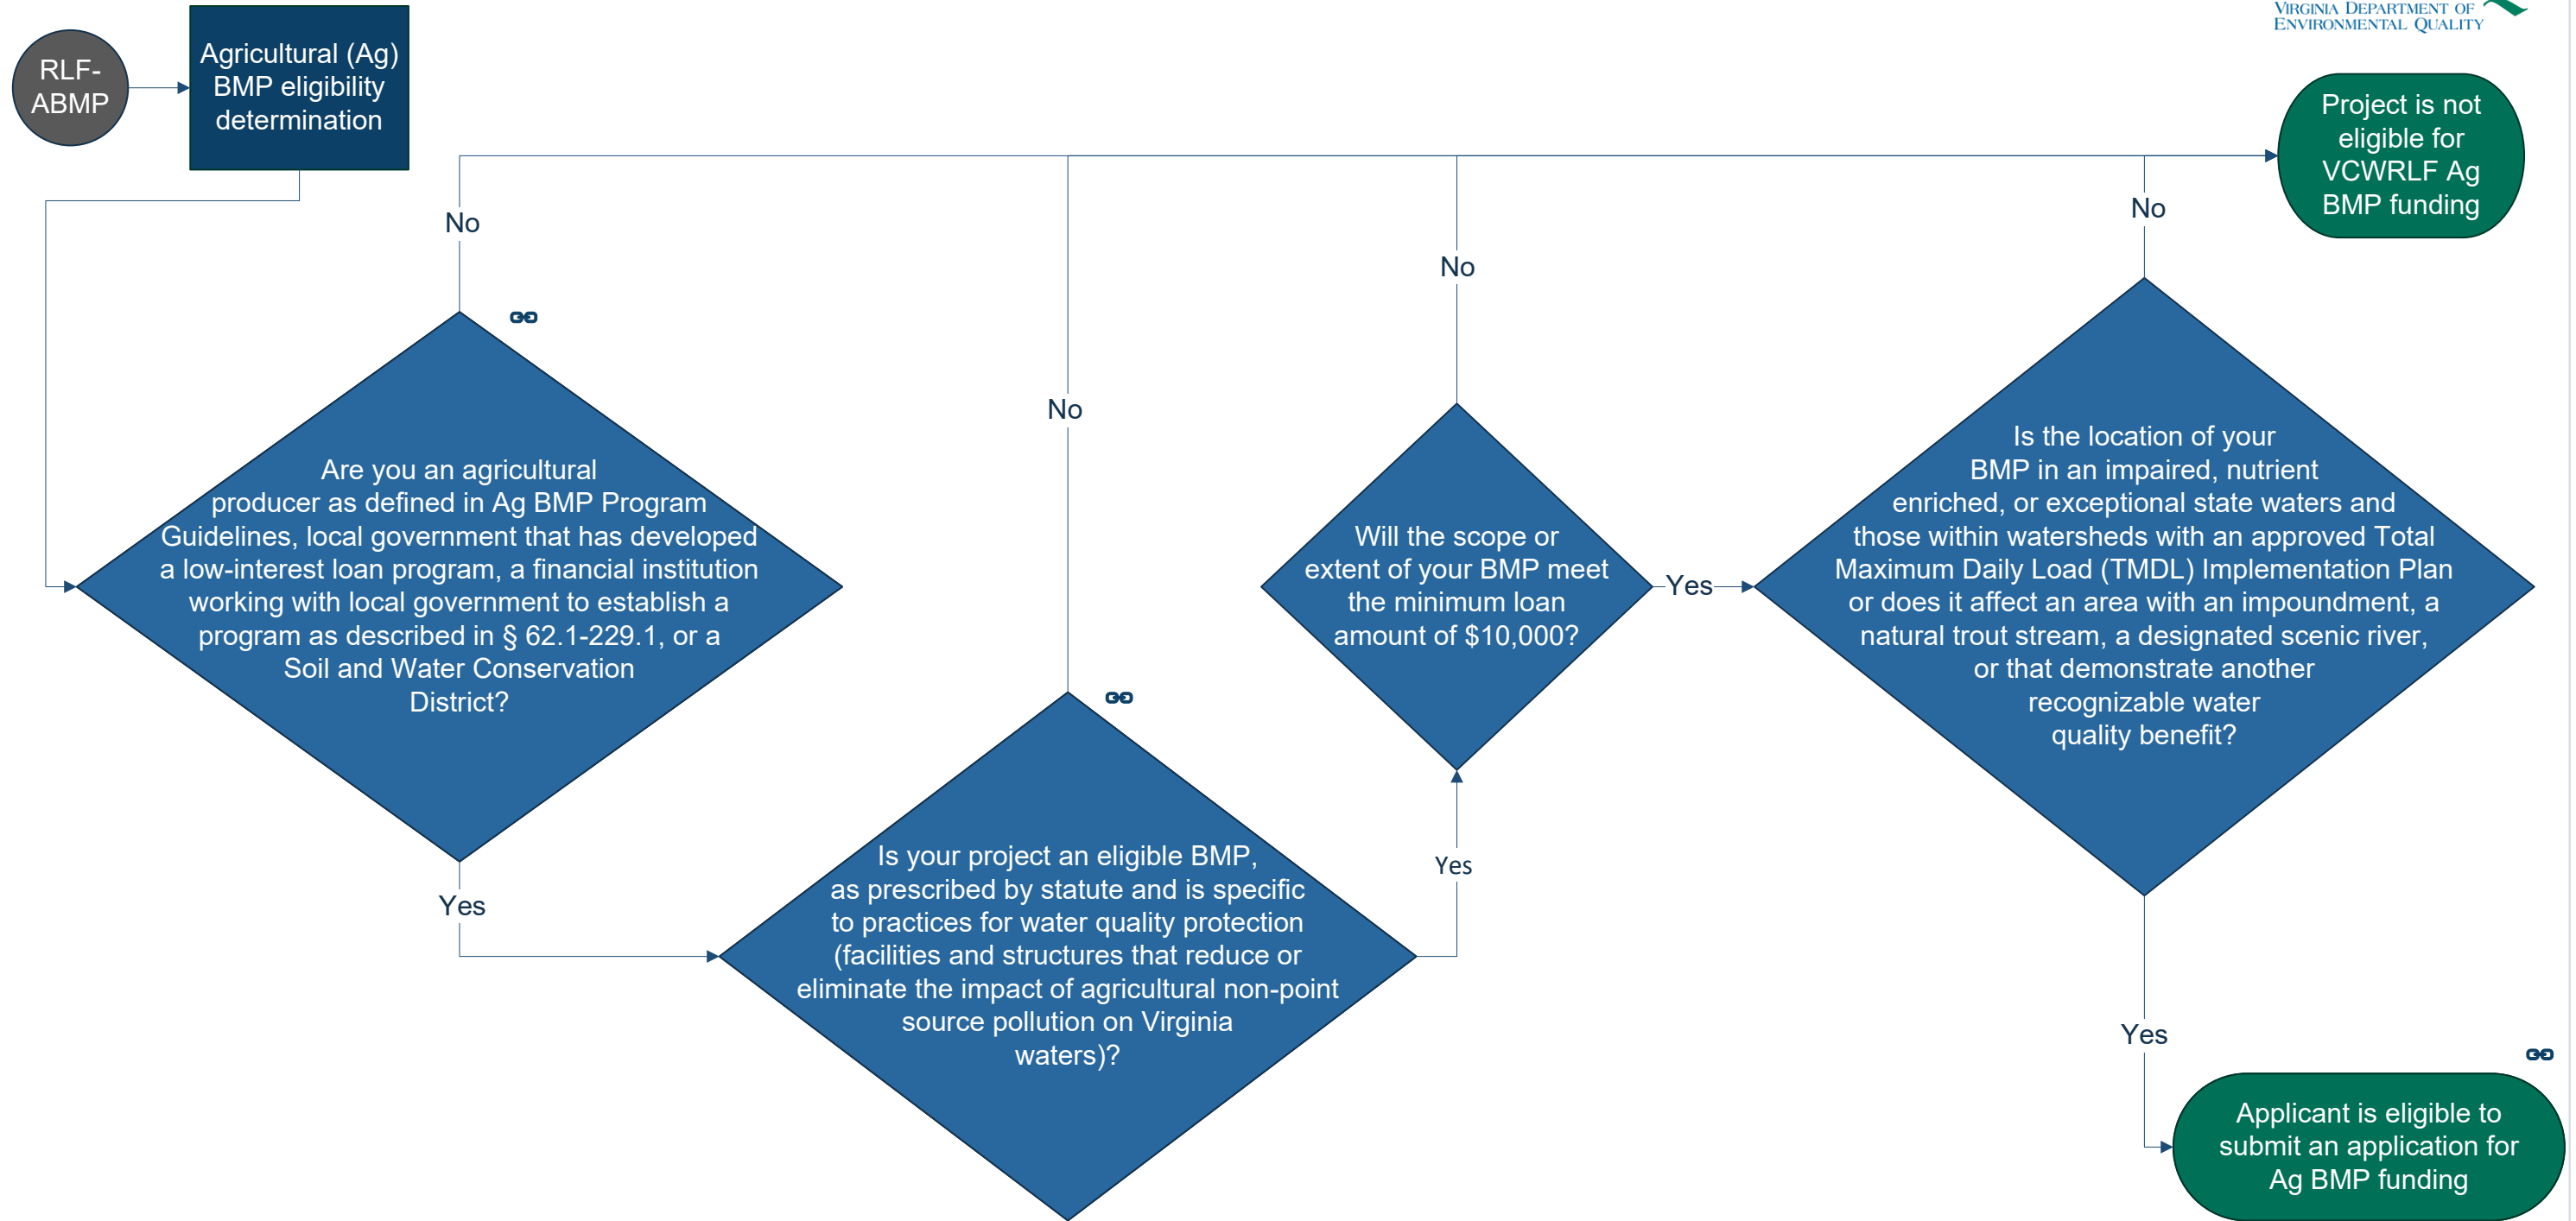 VIRGINIA DEPARTMENT OF
ENVIRONMENTAL QUALITY
RLF-
ABMP
Agricultural (Ag)
BMP eligibility
determination
Project is not
eligible for
VCWRLF Ag
BMP funding
No
No
No
No
Are you an agricultural
producer as defined in Ag BMP Program
Guidelines, local government that has developed
a low-interest loan program, a financial institution
working with local government to establish a
program as described in § 62.1-229.1, or a
Soil and Water Conservation
District?
Yes
Is your project an eligible BMP,
as prescribed by statute and is specific
to practices for water quality protection
(facilities and structures that reduce or
eliminate the impact of agricultural non-point
source pollution on Virginia
waters)?
Yes
Will the scope or
extent of your BMP meet
the minimum loan
amount of $10,000?
Yes
Is the location of your
BMP in an impaired, nutrient
enriched, or exceptional state waters and
those within watersheds with an approved Total
Maximum Daily Load (TMDL) Implementation Plan
or does it affect an area with an impoundment, a
natural trout stream, a designated scenic river,
or that demonstrate another
recognizable water
quality benefit?
Yes
Applicant is eligible to
submit an application for
Ag BMP funding